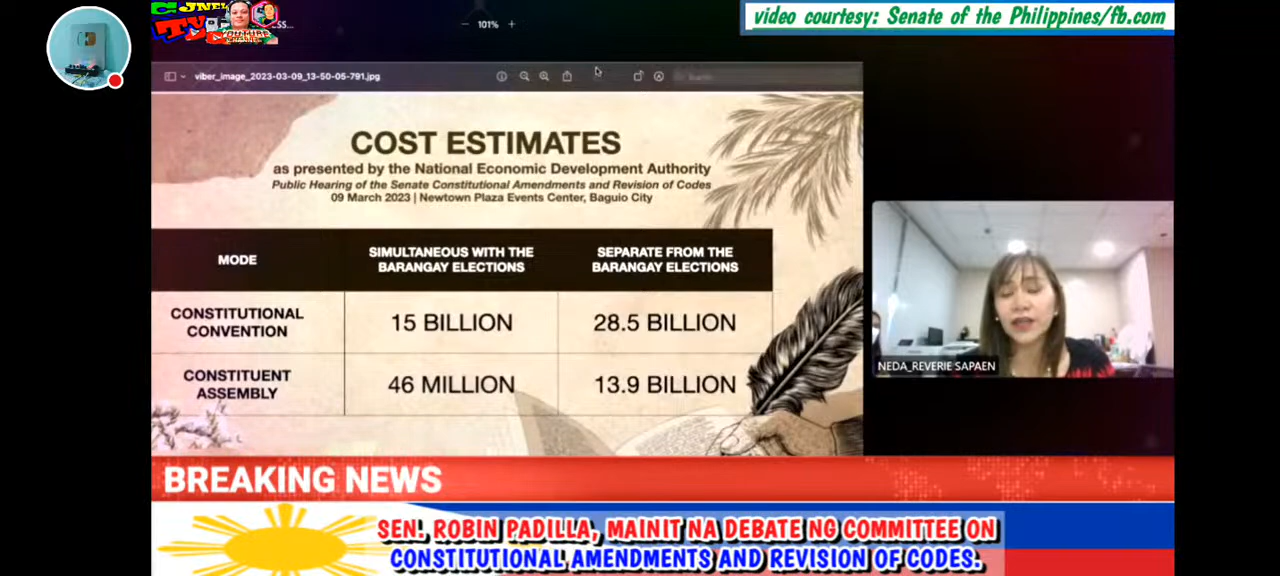 CJNEWS
TV
YOUTUBE
CHANNEL
101%
video courtesy: Senate of the Philippines/fb.com
viber_image_2023-03-09_13-50-05-791.jpg
COST ESTIMATES
as presented by the National Economic Development Authority
Public Hearing of the Senate Constitutional Amendments and Revision of Codes
09 March 2023 | Newtown Plaza Events Center, Baguio City
MODE SIMULTANEOUS WITH THE BARANGAY ELECTIONS SEPARATE FROM THE BARANGAY ELECTIONS
CONSTITUTIONAL CONVENTION 15 BILLION 28.5 BILLION
CONSTITUENT ASSEMBLY 46 MILLION 13.9 BILLION
NEDA_REVERIE SAPAEN
BREAKING NEWS
SEN. ROBIN PADILLA, MAINIT NA DEBATE NG COMMITTEE ON
CONSTITUTIONAL AMENDMENTS AND REVISION OF CODES.